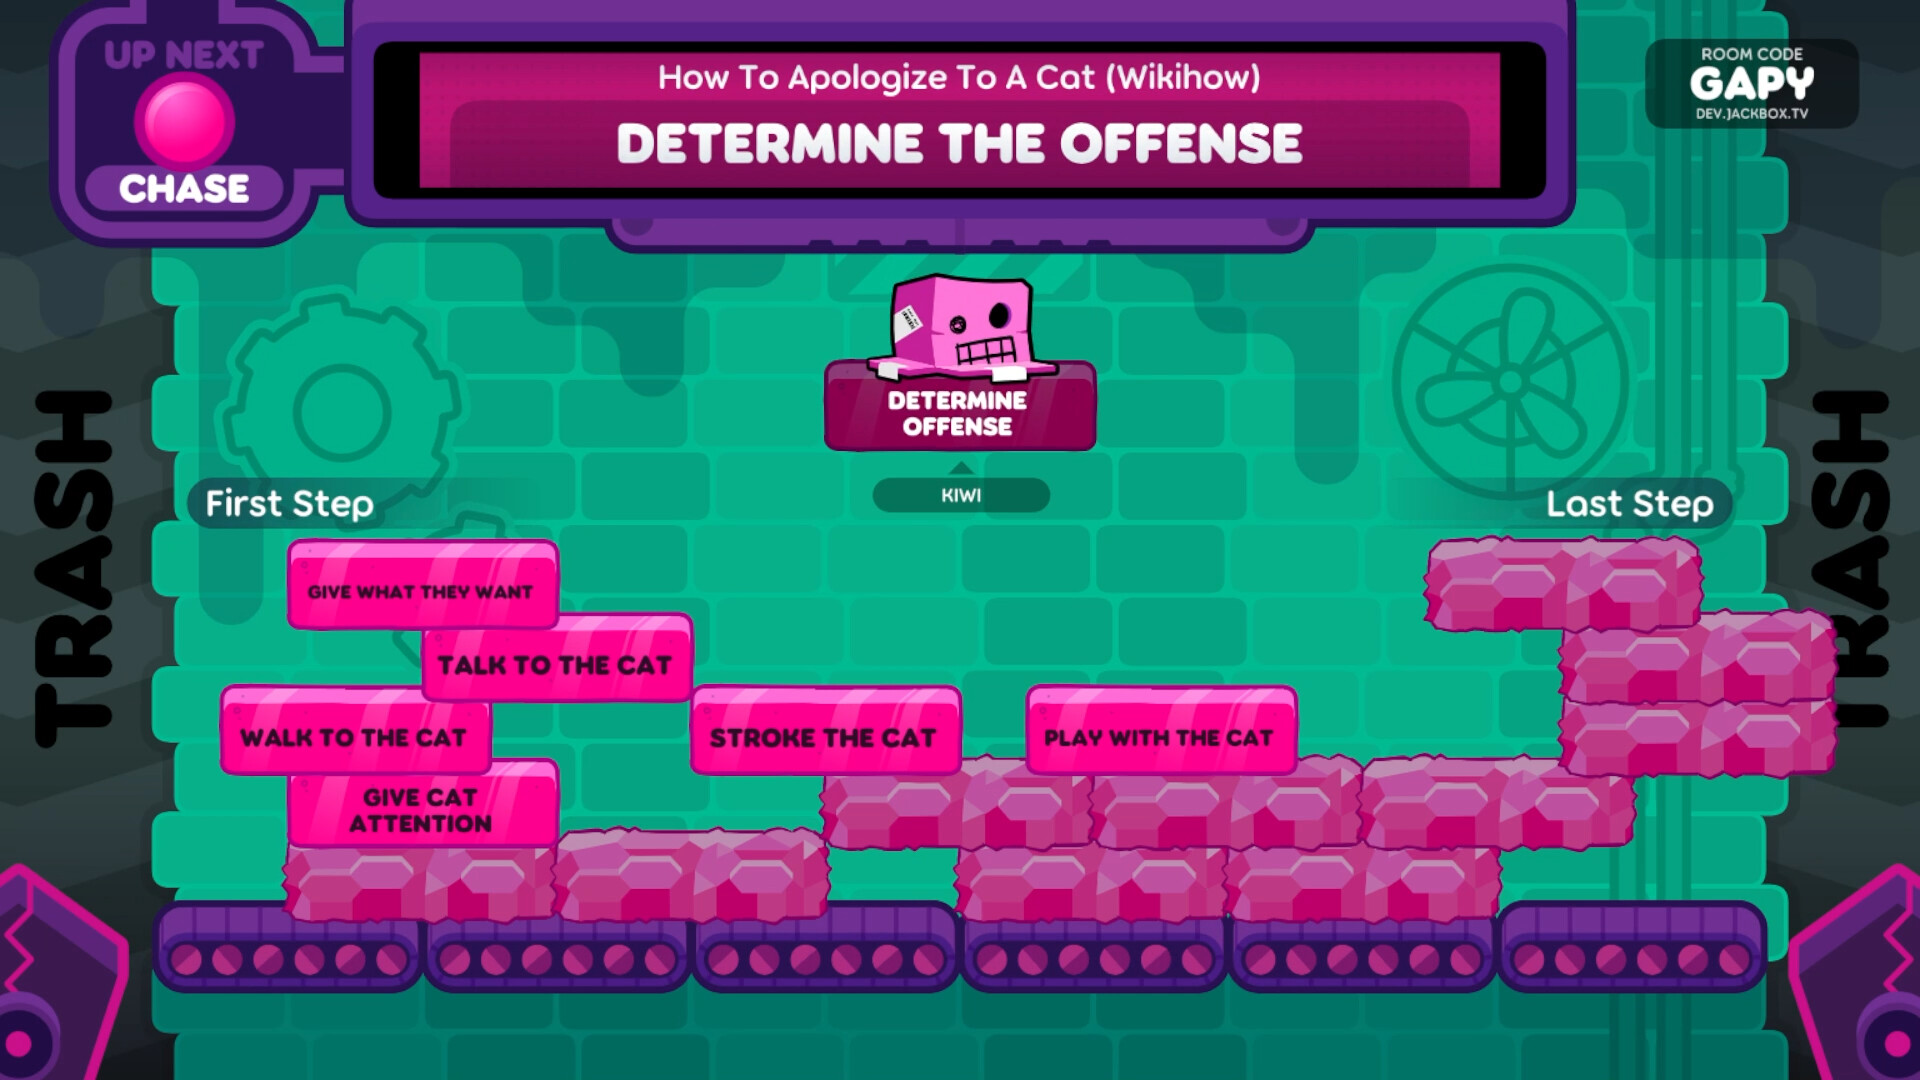 UP NEXT
CHASE
How To Apologize To A Cat (Wikihow)
DETERMINE THE OFFENSE
ROOM CODE
GAPY
DEV.JACKBOX.TV
DETERMINE
OFFENSE
KIWI
First Step
Last Step
TRASH
TRASH
GIVE WHAT THEY WANT
TALK TO THE CAT
WALK TO THE CAT
STROKE THE CAT
PLAY WITH THE CAT
GIVE CAT
ATTENTION